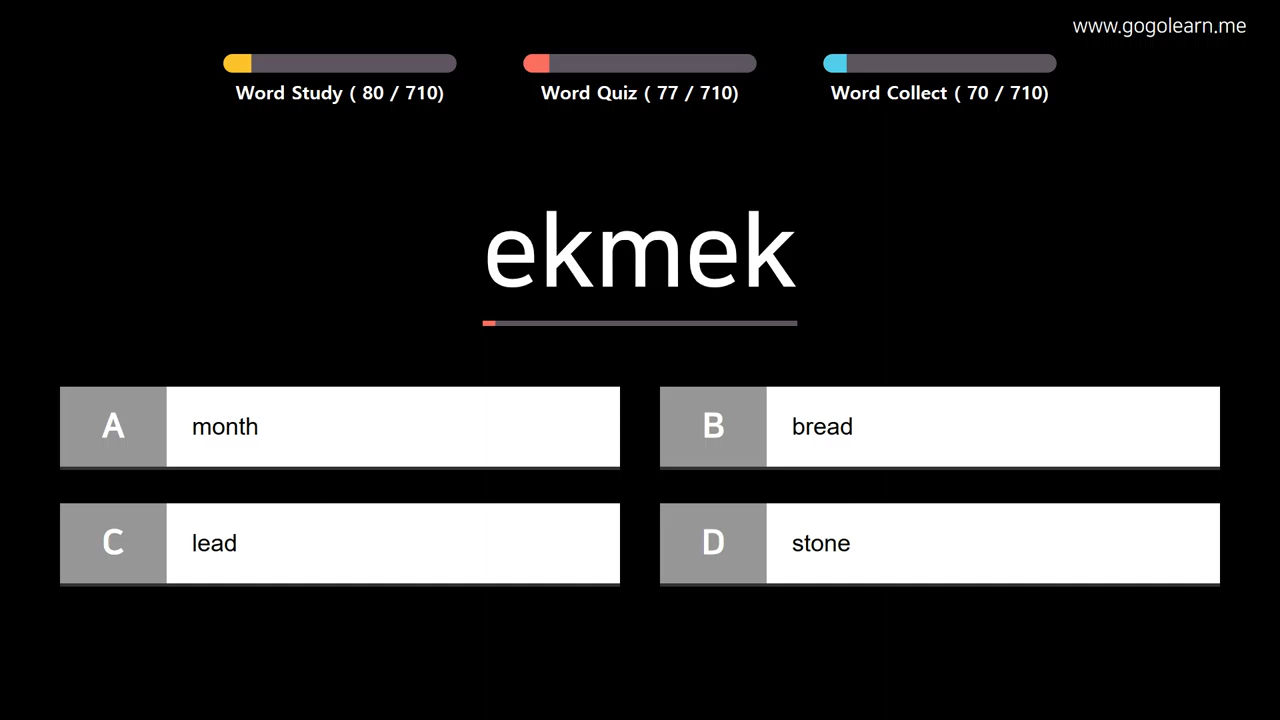 www.gogolearn.me
Word Study ( 80 / 710)
Word Quiz ( 77 / 710)
Word Collect ( 70 / 710)
ekmek
A
month
B
bread
C
lead
D
stone